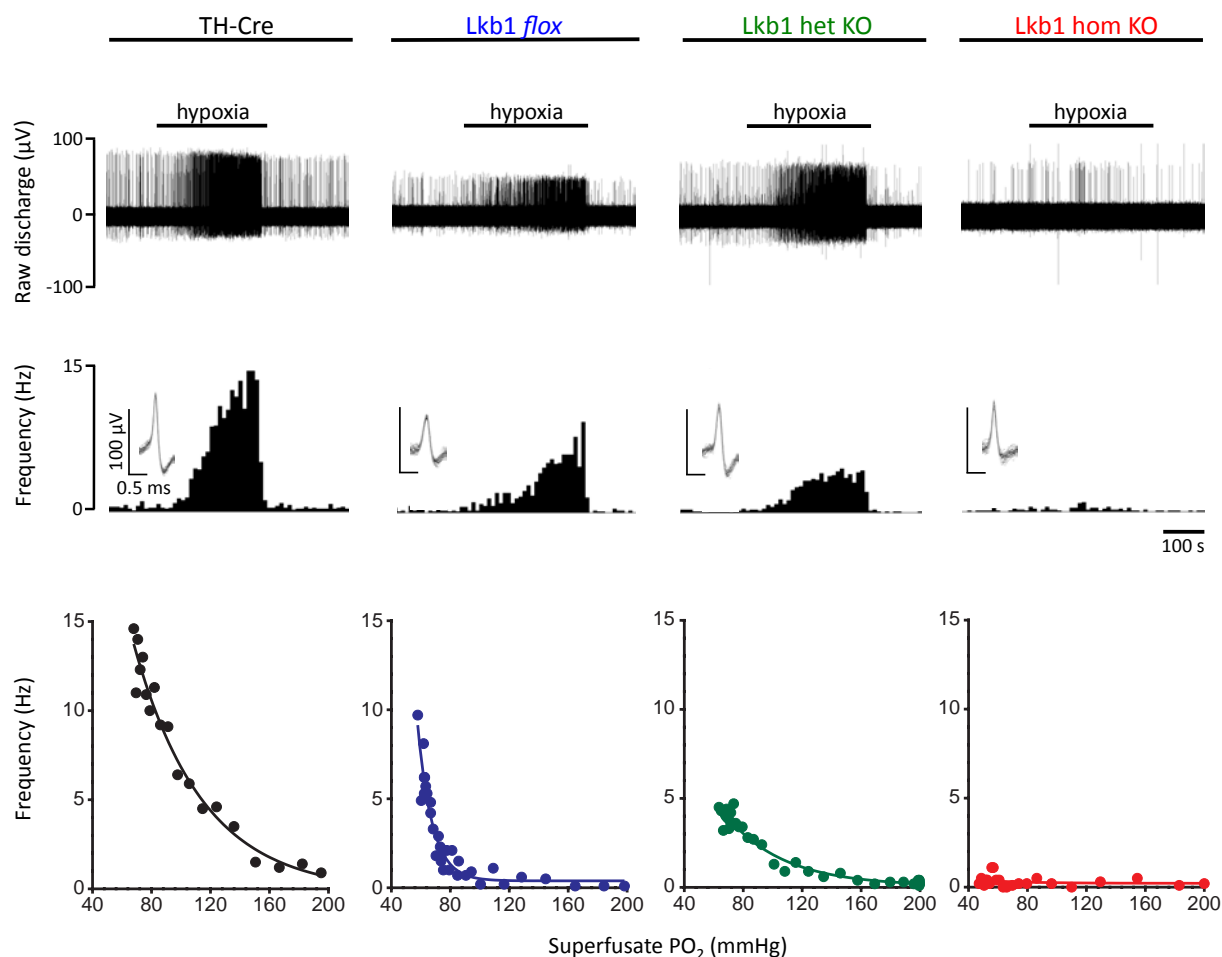 TH-Cre
Lkb1 flox
Lkb1 het KO
Lkb1 hom KO
hypoxia
hypoxia
hypoxia
hypoxia
Raw discharge (µV)
100
0
-100
Frequency (Hz)
15
0
100 µV
0.5 ms
100 s
Frequency (Hz)
15
10
5
0
40
80
120
160
200
15
10
5
0
40
80
120
160
200
15
10
5
0
40
80
120
160
200
15
10
5
0
40
80
120
160
200
Superfusate PO₂ (mmHg)